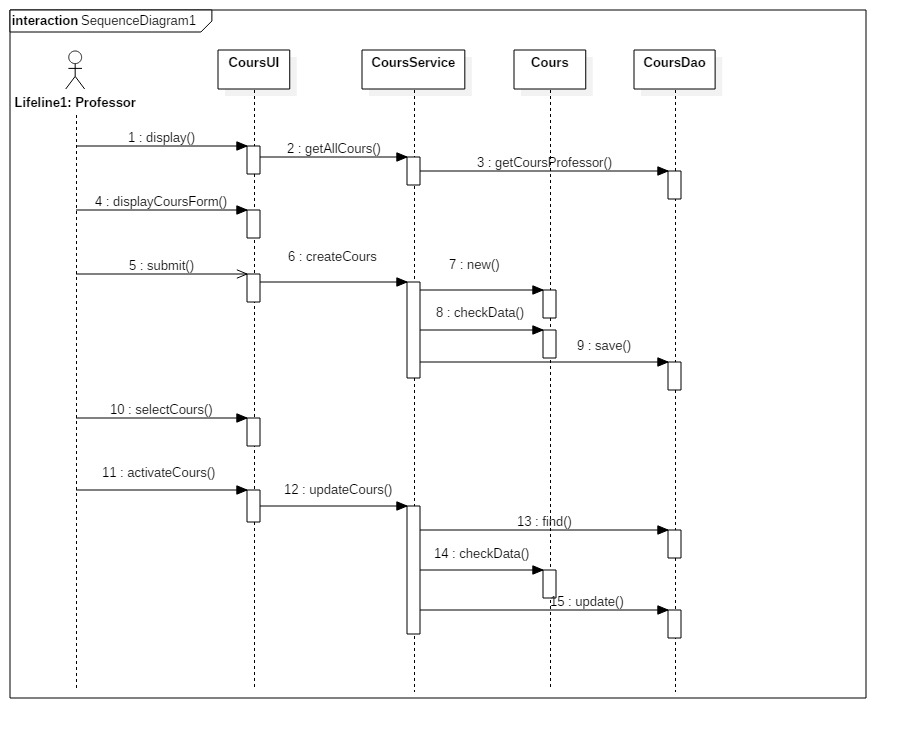 interaction SequenceDiagram1
CoursUI
CoursService
Cours
CoursDao
Lifeline1: Professor
1 : display()
2 : getAllCours()
3 : getCoursProfessor()
4 : displayCoursForm()
5 : submit()
6 : createCours
7 : new()
8 : checkData()
9 : save()
10 : selectCours()
11 : activateCours()
12 : updateCours()
13 : find()
14 : checkData()
15 : update()